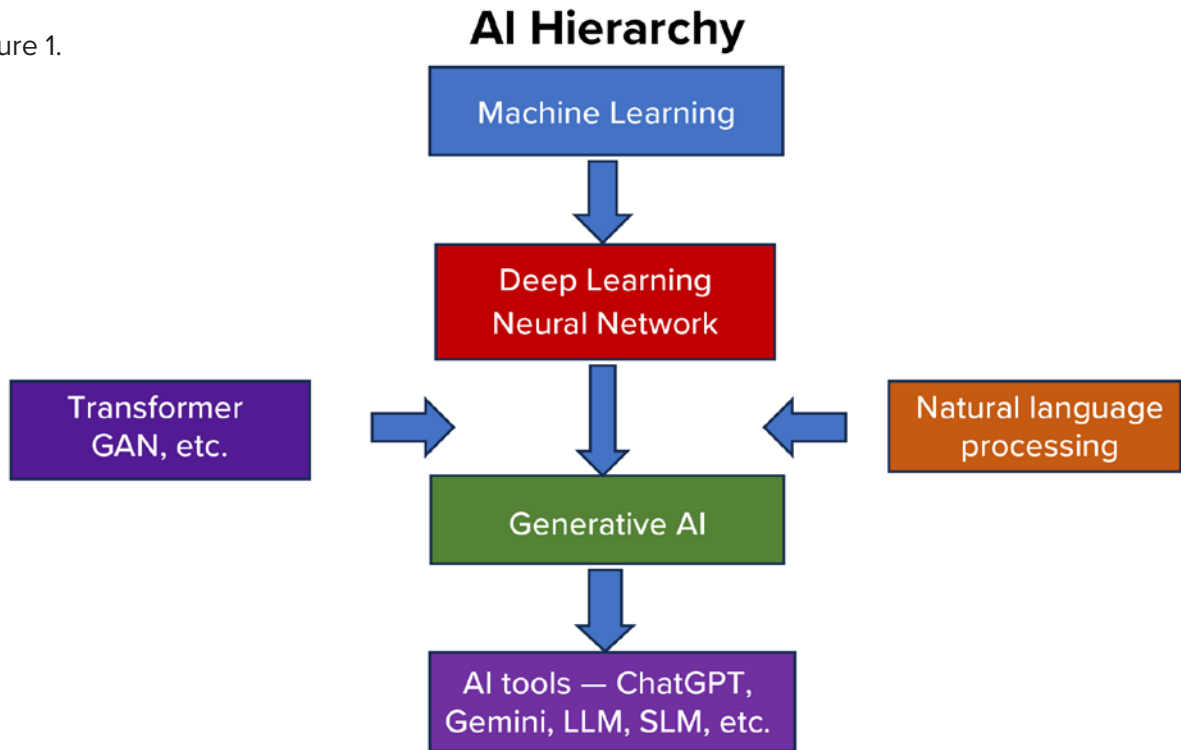 AI Hierarchy
ure 1.
Machine Learning
Deep Learning
Neural Network
Transformer
GAN, etc.
Natural language
processing
Generative AI
AI tools — ChatGPT,
Gemini, LLM, SLM, etc.